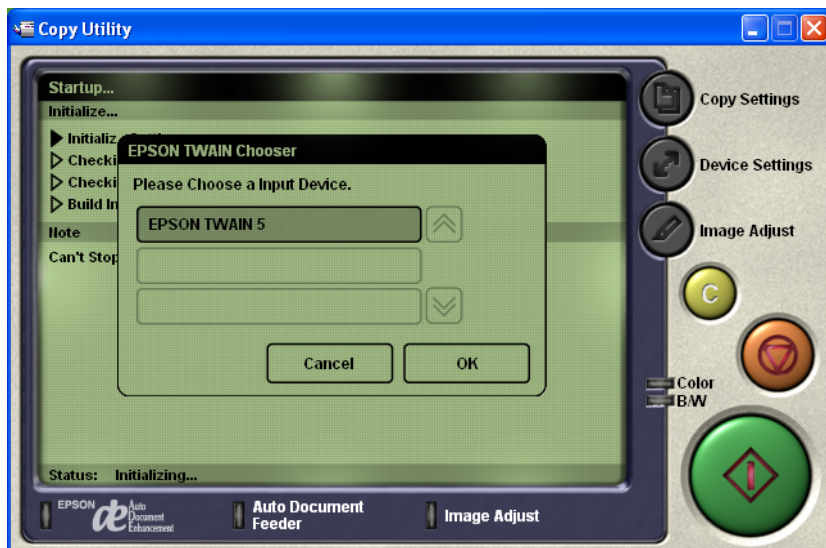 Copy Utility
Startup...
Initialize...
Initializ
Checki
Checki
Build In
Note
Can't Stop
EPSON TWAIN Chooser
Please Choose a Input Device.
EPSON TWAIN 5
Cancel
OK
Status: Initializing...
Copy Settings
Device Settings
Image Adjust
C
Color
B/W
EPSON
Auto
Document
Enhancement
Auto Document
Feeder
Image Adjust